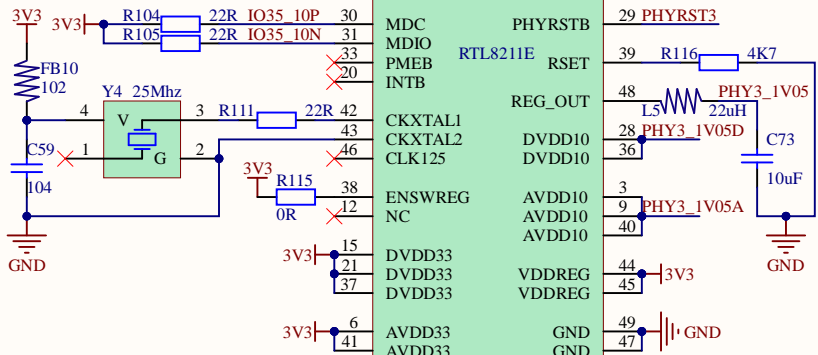 3V3
3V3
R104
22R
IO35_10P
30
MDC
PHYRSTB
29
PHYRST3
R105
22R
IO35_10N
31
MDIO
33
PMEB
RTL8211E
RSET
39
R116
4K7
20
INTB
FB10
102
Y4
25Mhz
REG_OUT
48
PHY3_1V05
L5
22uH
4
V
3
R111
22R
42
CKXTAL1
43
CKXTAL2
DVDD10
28
PHY3_1V05D
C59
1
G
2
46
CLK125
DVDD10
36
C73
10uF
104
3V3
R115
0R
38
ENSWREG
AVDD10
3
12
NC
AVDD10
9
PHY3_1V05A
AVDD10
40
GND
GND
3V3
15
DVDD33
21
DVDD33
VDDREG
44
3V3
37
DVDD33
VDDREG
45
3V3
6
AVDD33
GND
49
GND
41
AVDD33
GND
47